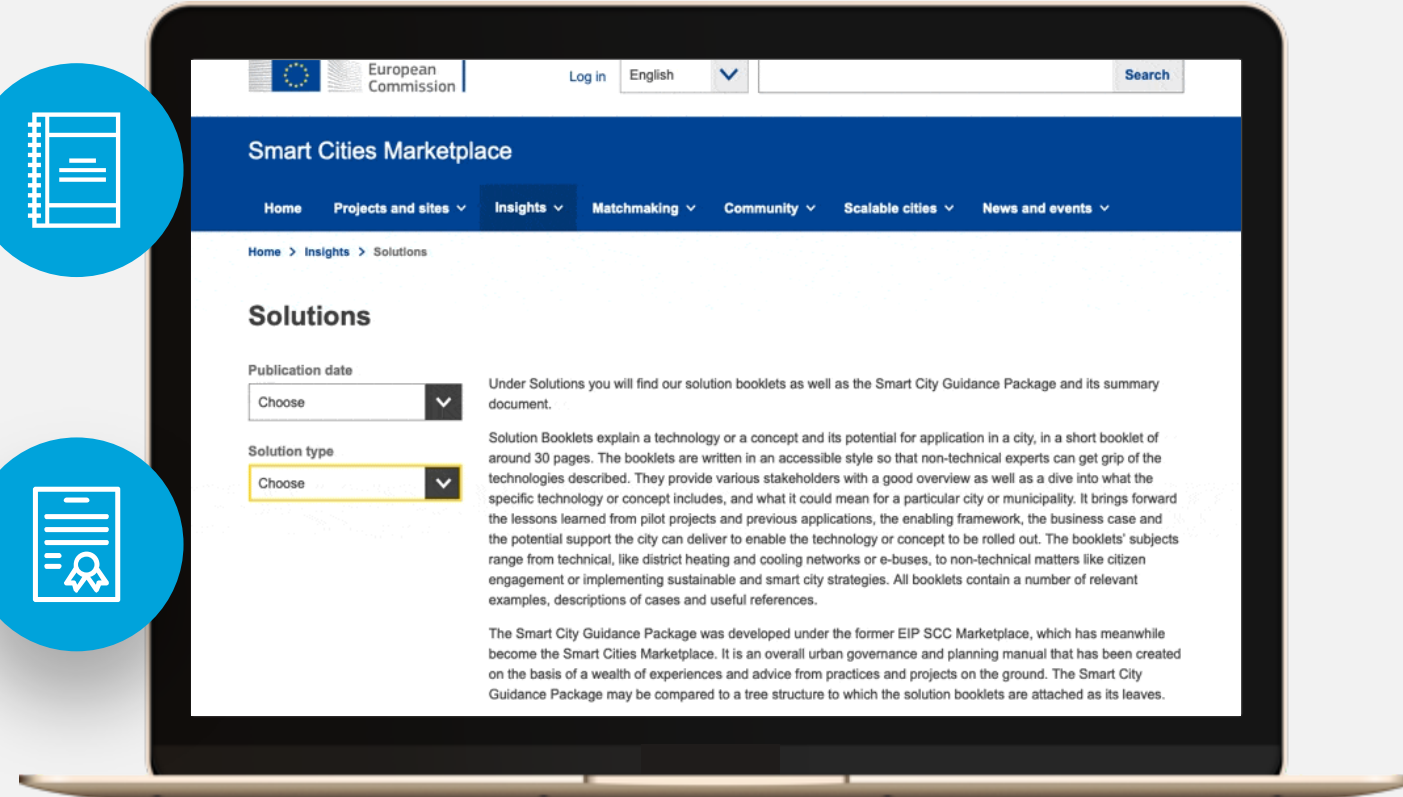 European
Commission
Log in
English
Search
Smart Cities Marketplace
Home Projects and sites Insights Matchmaking Community Scalable cities News and events
Home > Insights > Solutions
Solutions
Publication date
Choose
Solution type
Choose
Under Solutions you will find our solution booklets as well as the Smart City Guidance Package and its summary
document.
Solution Booklets explain a technology or a concept and its potential for application in a city, in a short booklet of
around 30 pages. The booklets are written in an accessible style so that non-technical experts can get grip of the
technologies described. They provide various stakeholders with a good overview as well as a dive into what the
specific technology or concept includes, and what it could mean for a particular city or municipality. It brings forward
the lessons learned from pilot projects and previous applications, the enabling framework, the business case and
the potential support the city can deliver to enable the technology or concept to be rolled out. The booklets' subjects
range from technical, like district heating and cooling networks or e-buses, to non-technical matters like citizen
engagement or implementing sustainable and smart city strategies. All booklets contain a number of relevant
examples, descriptions of cases and useful references.
The Smart City Guidance Package was developed under the former EIP SCC Marketplace, which has meanwhile
become the Smart Cities Marketplace. It is an overall urban governance and planning manual that has been created
on the basis of a wealth of experiences and advice from practices and projects on the ground. The Smart City
Guidance Package may be compared to a tree structure to which the solution booklets are attached as its leaves.